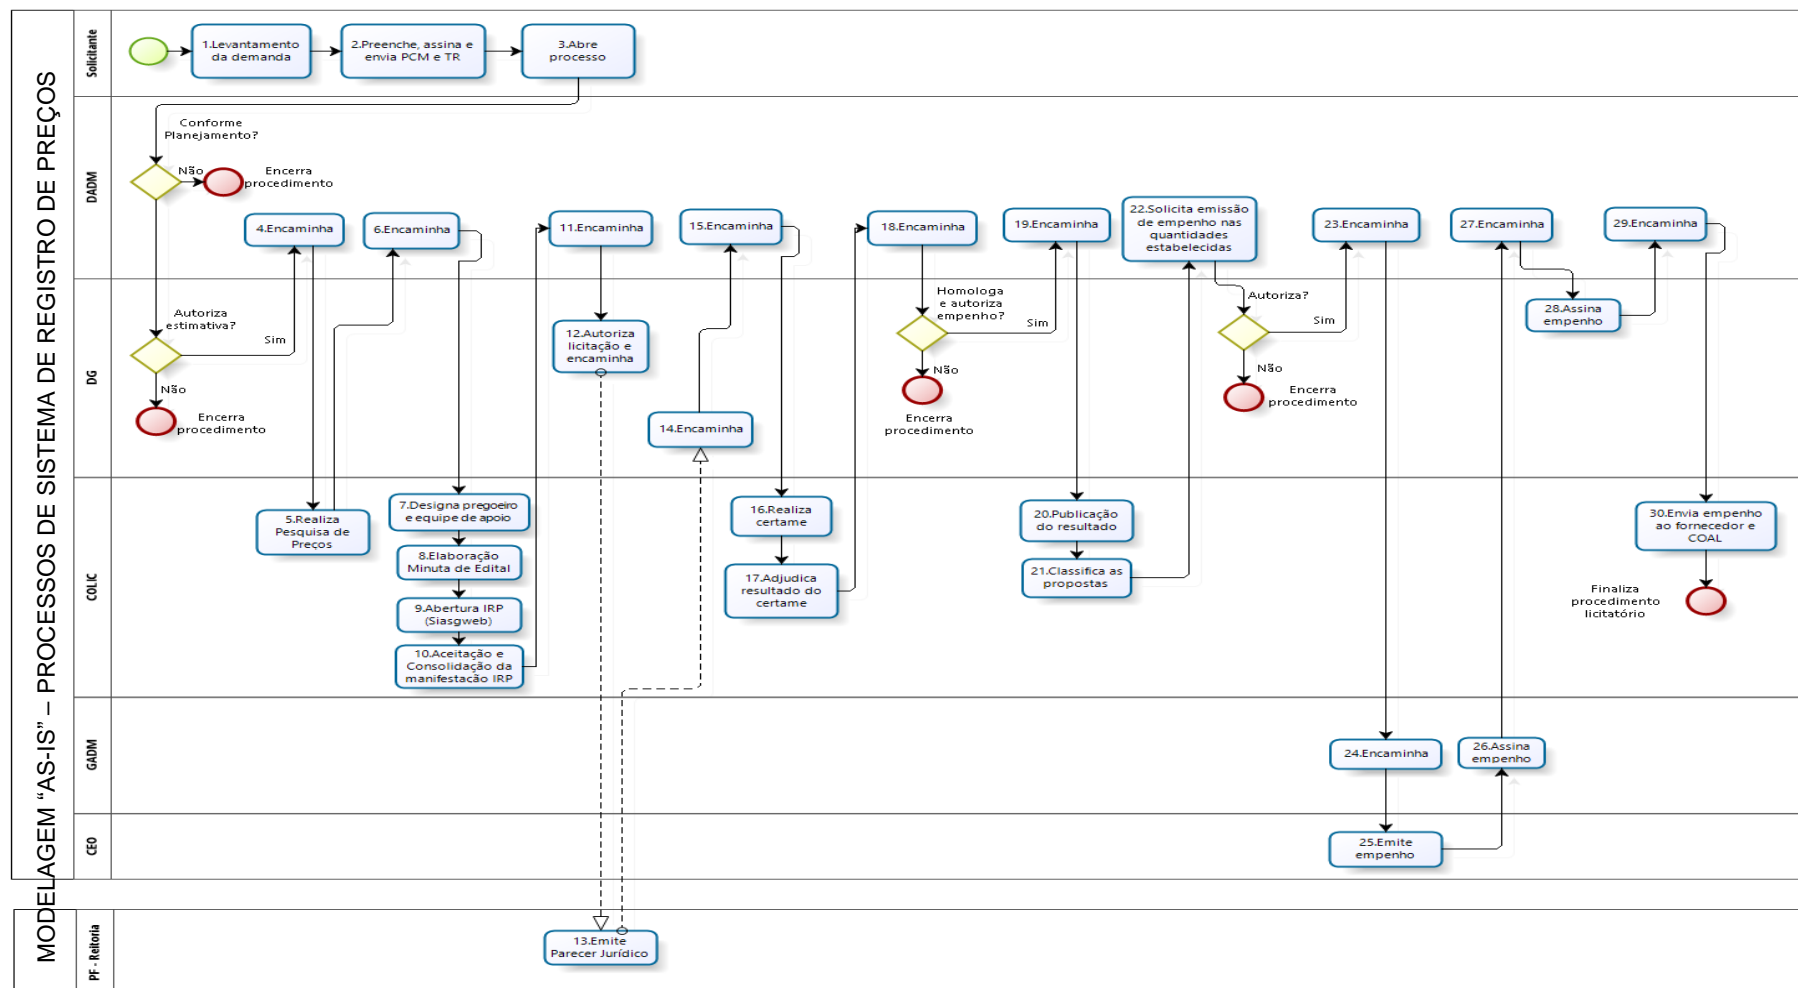 MODELAGEM “AS-IS” – PROCESSOS DE SISTEMA DE REGISTRO DE PREÇOS
Solicitante
1.Levantamento
da demanda
2.Preenche, assina e
envia PCM e TR
3.Abre
processo
DADM
Conforme
Planejamento?
Não
Encerra
procedimento
4.Encaminha
6.Encaminha
11.Encaminha
15.Encaminha
18.Encaminha
19.Encaminha
22.Solicita emissão
de empenho nas
quantidades
estabelecidas
23.Encaminha
27.Encaminha
29.Encaminha
DG
Autoriza
estimativa?
Sim
Não
Encerra
procedimento
12.Autoriza
licitação e
encaminha
14.Encaminha
Homologa
e autoriza
empenho?
Sim
Não
Encerra
procedimento
Autoriza?
Sim
Não
Encerra
procedimento
28.Assina
empenho
COLIC
5.Realiza
Pesquisa de
Preços
7.Designa pregoeiro
e equipe de apoio
8.Elaboração
Minuta de Edital
9.Abertura IRP
(Siasgweb)
10.Aceitação e
Consolidação da
manifestação IRP
16.Realiza
certame
17.Adjudica
resultado do
certame
20.Publicação
do resultado
21.Classifica as
propostas
30.Envia empenho
ao fornecedor e
COAL
Finaliza
procedimento
licitatório
GADM
24.Encaminha
26.Assina
empenho
CEO
25.Emite
empenho
PF - Reitoria
13.Emite
Parecer Jurídico